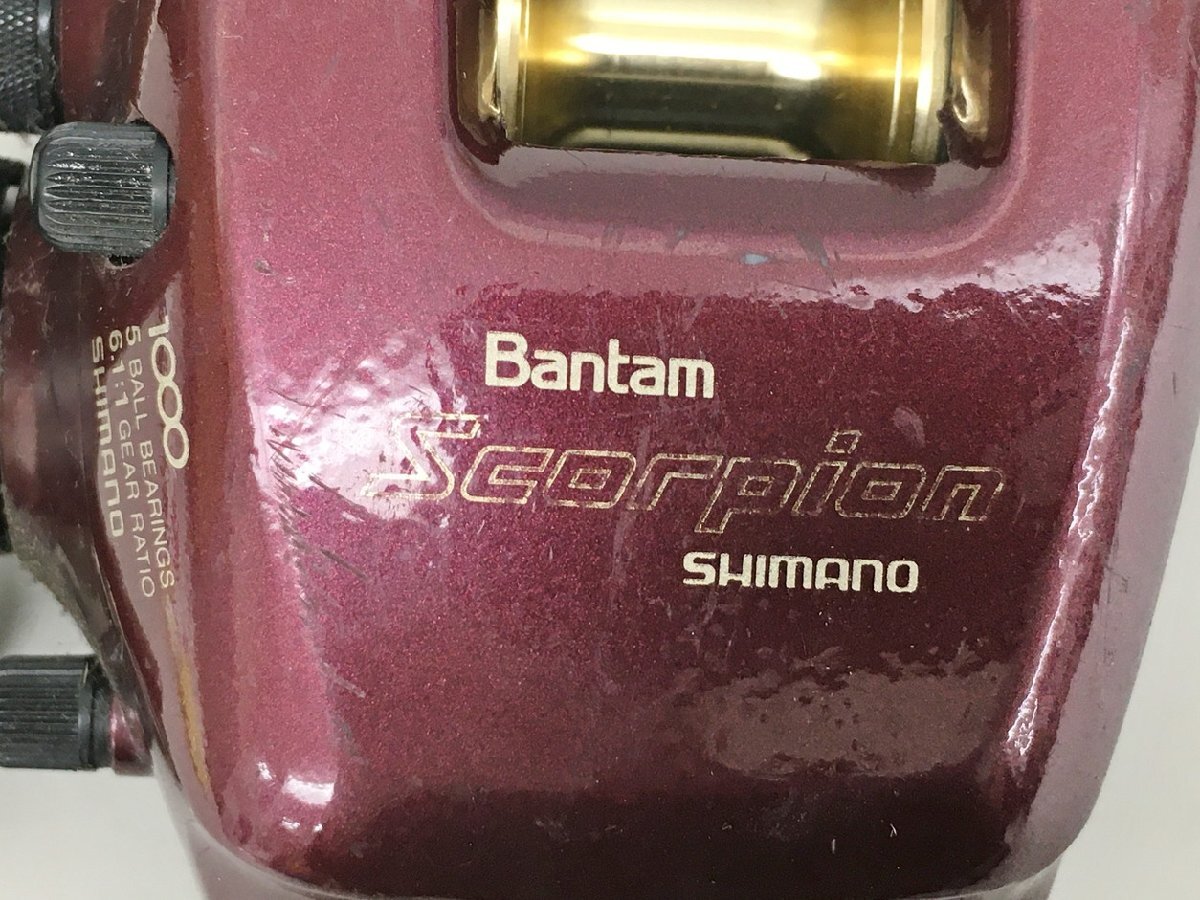 Bantam
Scorpion
SHIMANO
1000
5 BALL BEARINGS
6.1:1 GEAR RATIO
SHIMANO